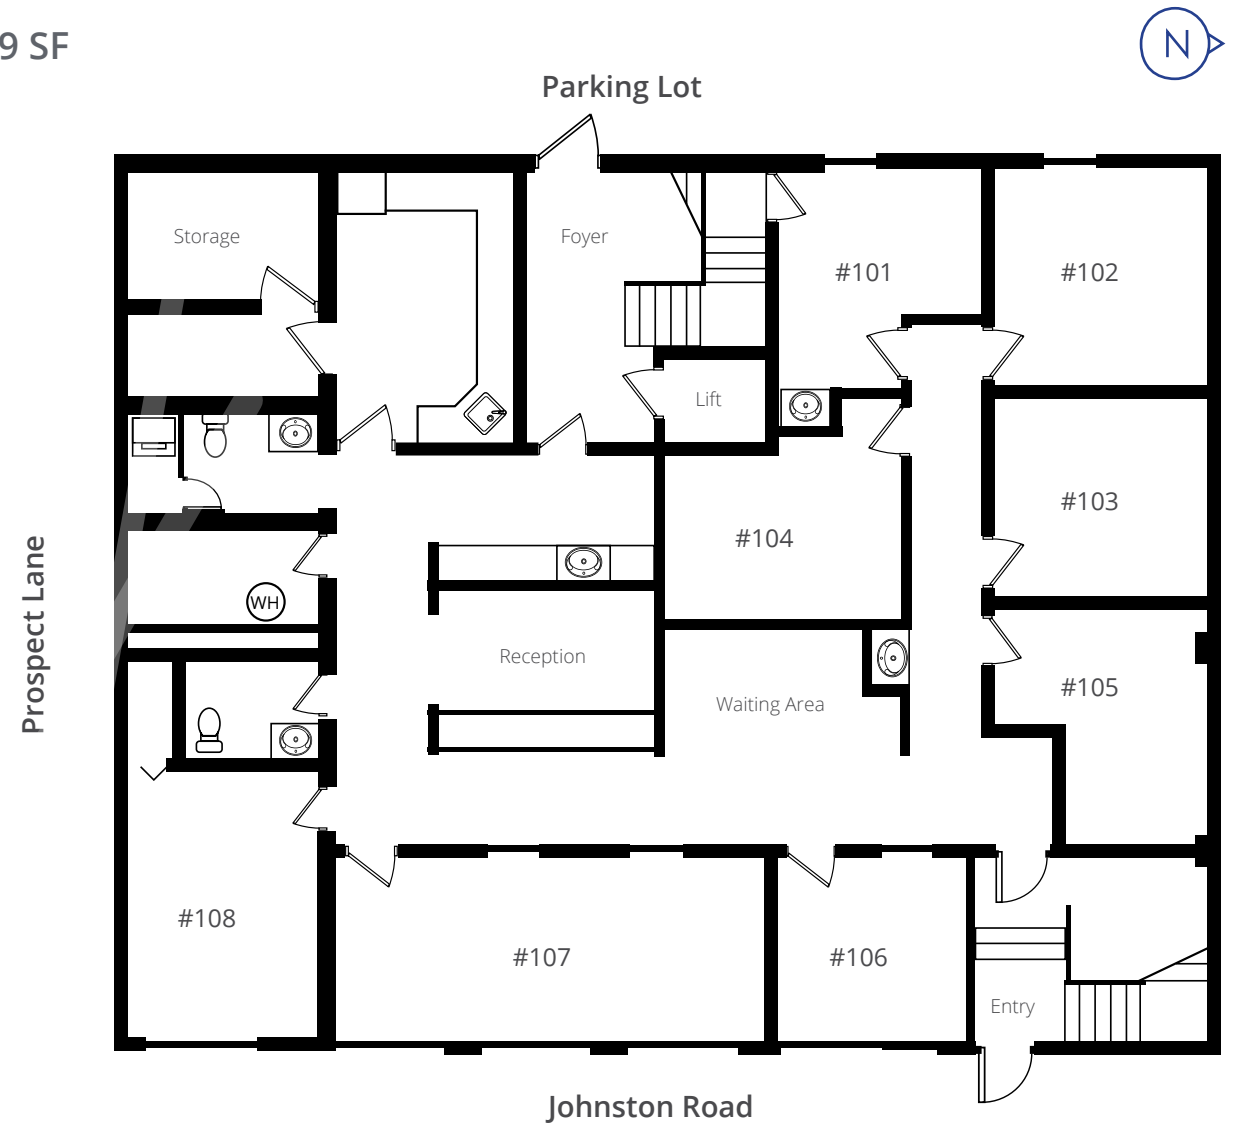 9 SF
N
Parking Lot
Storage
Foyer
#101
#102
Lift
#103
#104
Prospect Lane
WH
Reception
Waiting Area
#105
#108
#107
#106
Entry
Johnston Road